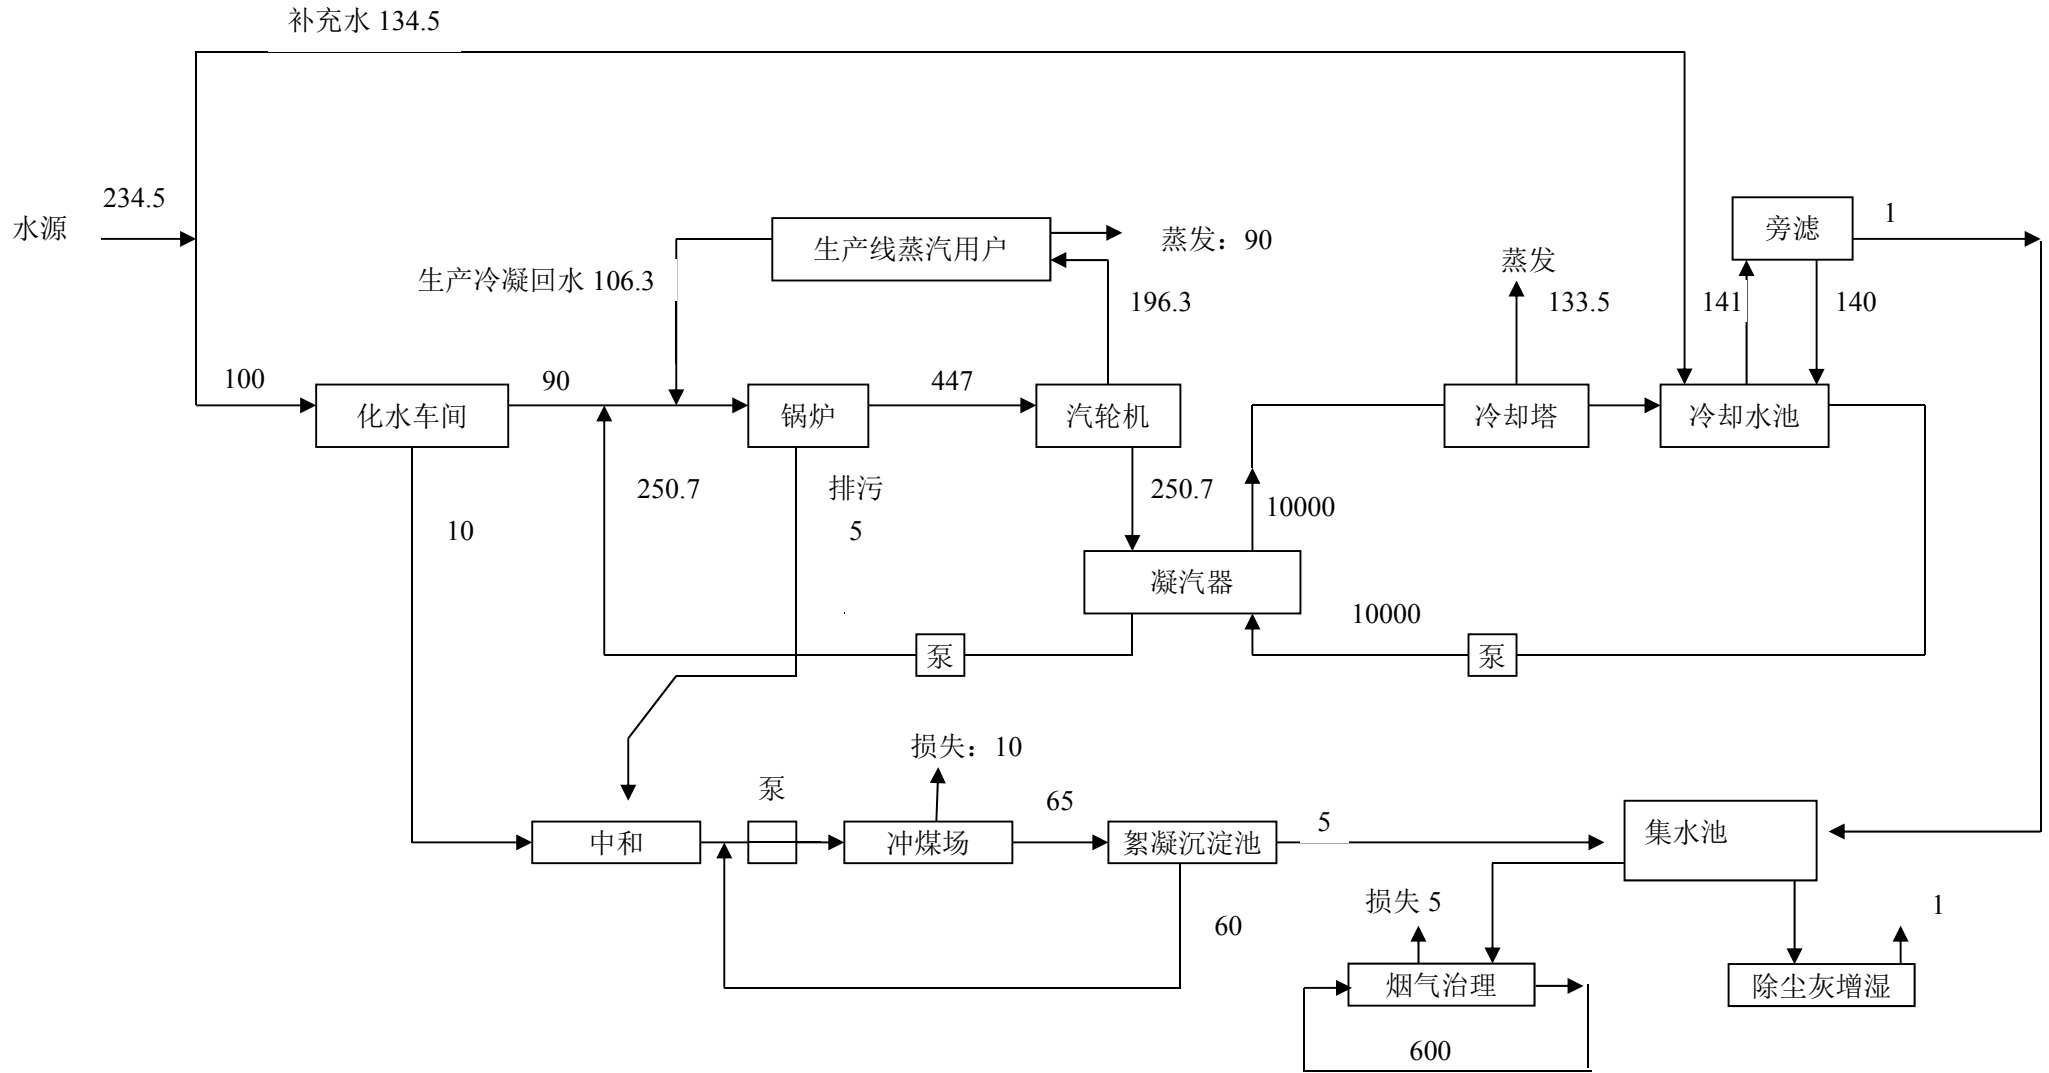 补充水 134.5
234.5
水源
旁滤
1
生产线蒸汽用户
蒸发：90
蒸发
133.5
生产冷凝回水 106.3
196.3
141
140
100
化水车间
90
锅炉
447
汽轮机
冷却塔
冷却水池
250.7
排污
5
250.7
10000
10
凝汽器
10000
泵
泵
损失：10
泵
65
中和
冲煤场
絮凝沉淀池
5
集水池
60
损失 5
1
烟气治理
除尘灰增湿
600